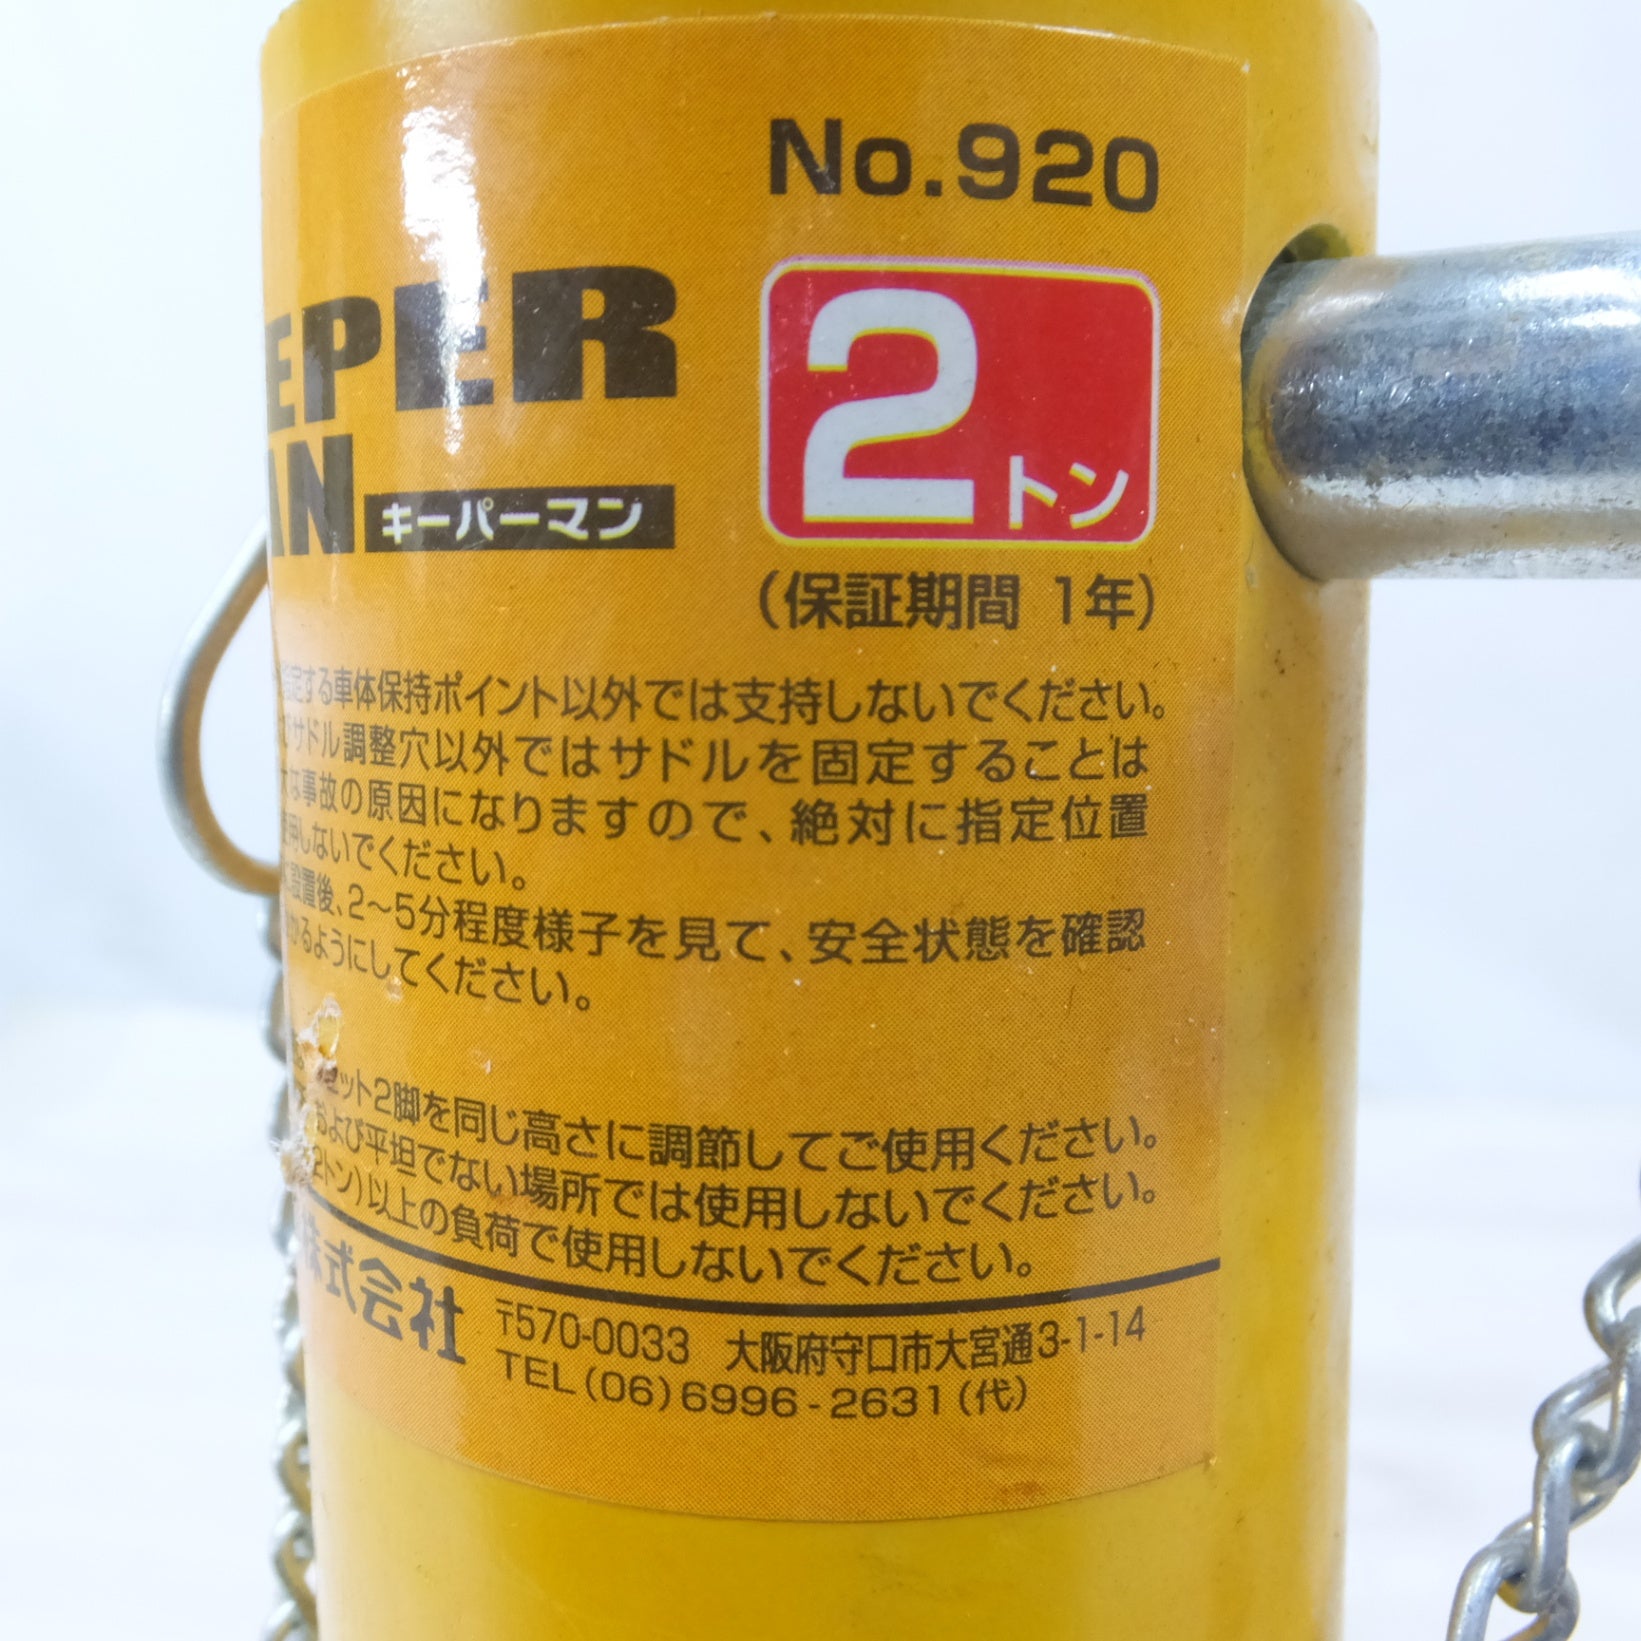 No.920
EPER
AN キーパーマン
2トン
(保証期間 1年)
指定する車体保持ポイント以外では支持しないでください。
サドル調整穴以外ではサドルを固定することは
な事故の原因になりますので、絶対に指定位置
使用しないでください。
設置後、2〜5分程度様子を見て、安全状態を確認
るようにしてください。
ット2脚を同じ高さに調節してご使用ください。
および平坦でない場所では使用しないでください。
2トン)以上の負荷で使用しないでください。
株式会社
〒570-0033 大阪府守口市大宮通3-1-14
TEL(06)6996-2631(代)